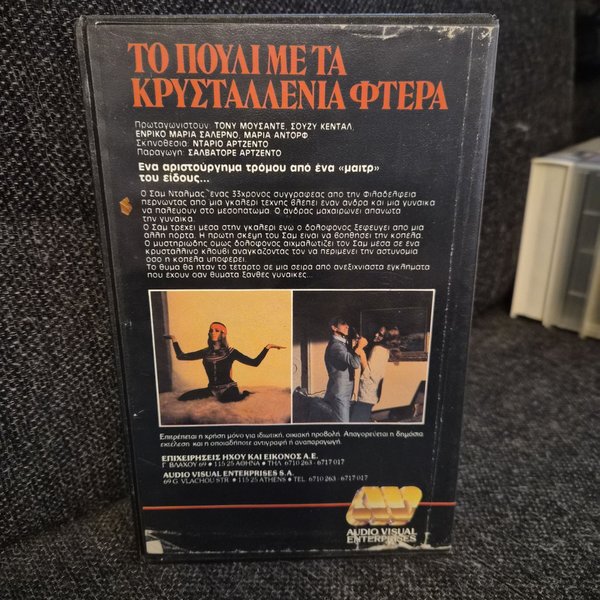 ΤΟ ΠΟΥΛΙ ΜΕ ΤΑ
ΚΡΥΣΤΑΛΛΕΝΙΑ ΦΤΕΡΑ
Πρωταγωνιστούν: ΤΟΝΥ ΜΟΥΣΑΝΤΕ, ΣΟΥΖΥ ΚΕΝΤΑΛ,
ΕΝΡΙΚΟ ΜΑΡΙΑ ΣΑΛΕΡΝΟ, ΜΑΡΙΑ ΑΝΤΟΡΦ
Σκηνοθεσία: ΝΤΑΡΙΟ ΑΡΤΖΕΝΤΟ
Παραγωγή: ΣΑΛΒΑΤΟΡΕ ΑΡΤΖΕΝΤΟ
Ενα αριστούργημα τρόμου από ένα «μαιτρ»
του είδους...
Ο Σαμ Νταλμας ένας 33χρονος συγγραφέας από την Φιλαδέλφεια
περνώντας από μια γκαλερί τέχνης βλέπει έναν άνδρα και μια γυναίκα
να παλεύουν στο μεσοπάτωμα. Ο άνδρας μαχαιρώνει απάνωτα
την γυναίκα.
Ο Σαμ τρέχει μέσα στην γκαλερί ενώ ο δολοφόνος ξεφεύγει από μια
άλλη πόρτα. Η πρώτη σκέψη του Σαμ είναι να βοηθήσει την κοπέλα.
Ο μυστηριώδης όμως δολοφόνος αιχμαλωτίζει τον Σαμ μέσα σε ένα
κρυστάλλινο κλουβί αναγκάζοντας τον να περιμένει την αστυνομία
όσο η κοπέλα υποφέρει.
Το θύμα θα ήταν το τέταρτο σε μια σειρά από ανεξιχνίαστα εγκλήματα
που έχουν σαν θύματα ξανθές γυναίκες...
Επιτρέπεται η χρήση μόνο για ιδιωτική, οικιακή προβολή. Απαγορεύεται η δημόσια
εκτέλεση και η οποιαδήποτε αντιγραφή ή αναπαραγωγή.
ΕΠΙΧΕΙΡΗΣΕΙΣ ΗΧΟΥ ΚΑΙ ΕΙΚΟΝΟΣ Α.Ε.
Γ ΒΛΑΧΟΥ 69 • 115 25 ΑΘΗΝΑ • ΤΗΛ 6710 263 - 6717 017
AUDIO VISUAL ENTERPRISES S.A.
69 G VLACHOU STR • 115 25 ATHENS • TEL 6710 263 - 6717 017
AUDIO VISUAL
ENTERPRISES